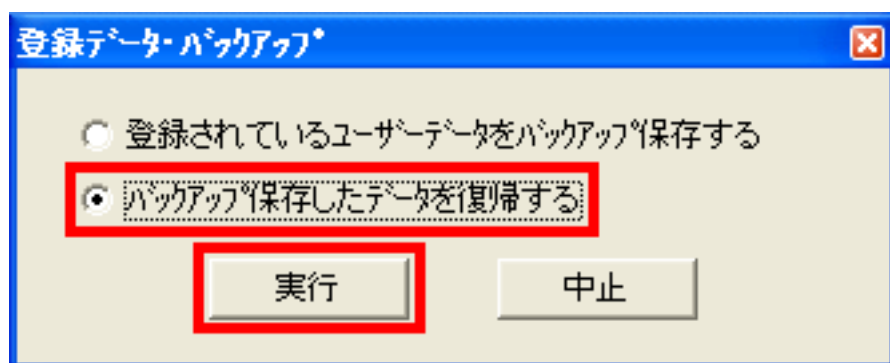 登録ﾃﾞｰﾀ・ﾊﾞｯｸｱｯﾌﾟ
登録されているﾕｰｻﾞｰﾃﾞｰﾀをﾊﾞｯｸｱｯﾌﾟ保存する
ﾊﾞｯｸｱｯﾌﾟ保存したﾃﾞｰﾀを復帰する
実行 中止